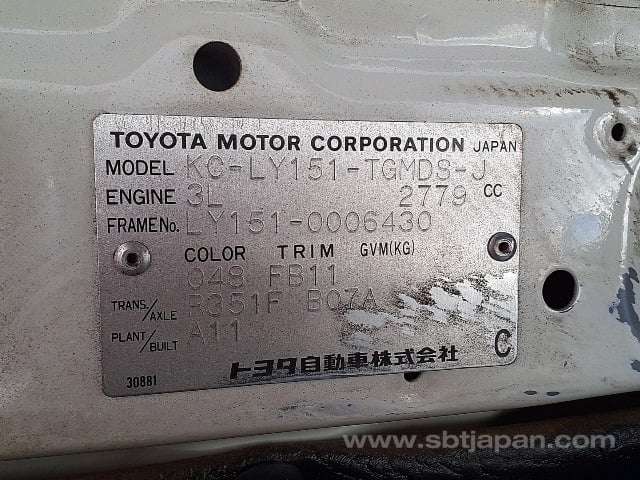 TOYOTA MOTOR CORPORATION JAPAN
MODEL KC-LY151-TGMDS-J
ENGINE 3L 2779 CC
FRAME No. LY151-0006430
COLOR TRIM GVM(KG)
048 FB11
TRANS./AXLE R351F B07A
PLANT/BUILT A11
トヨタ自動車株式会社 C
30881
www.sbtjapan.com